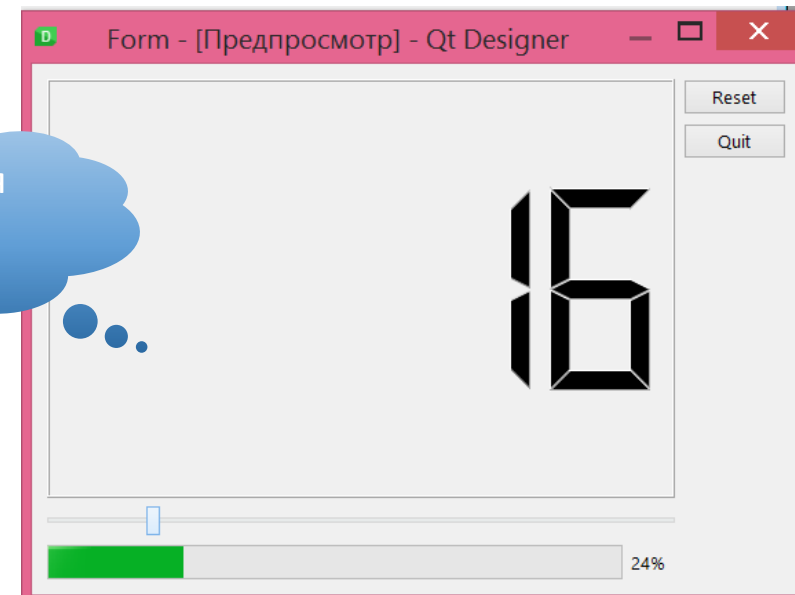 Form - [Предпросмотр] - Qt Designer
Reset
Quit
16
24%